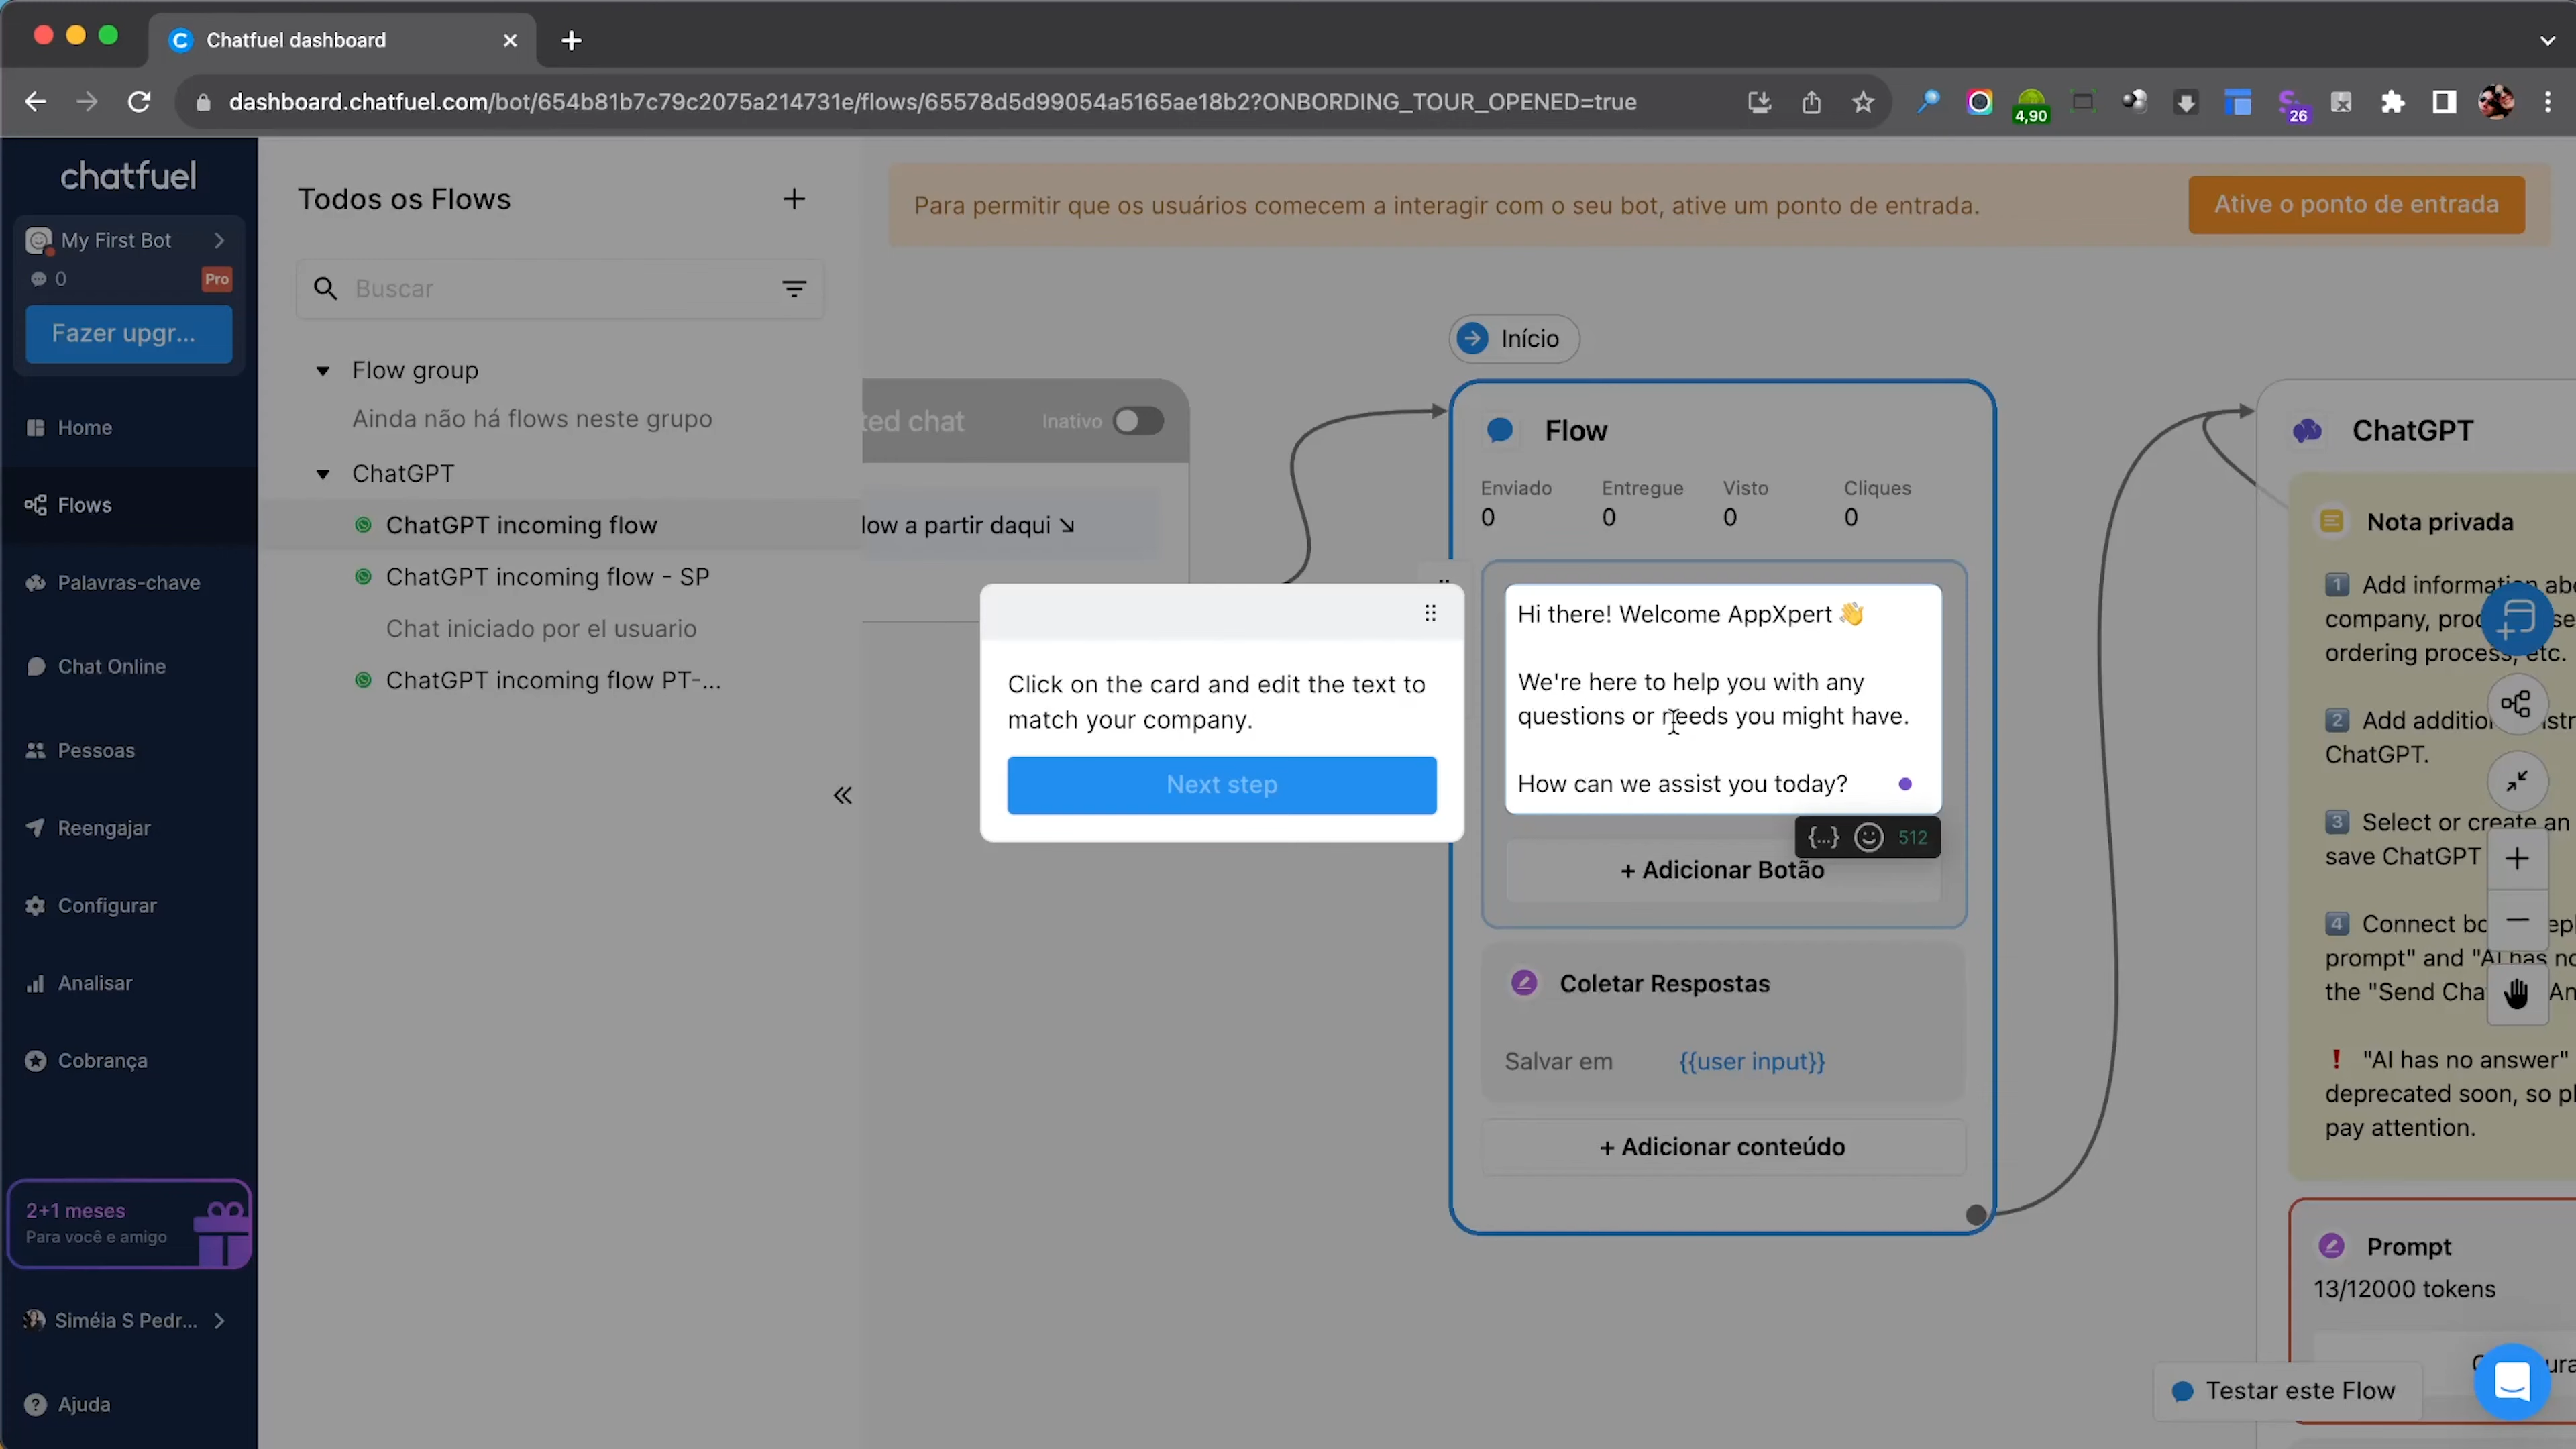 Chatfuel dashboard
dashboard.chatfuel.com/bot/654b81b7c79c2075a214731e/flows/65578d5d99054a5165ae18b2?ONBORDING_TOUR_OPENED=true
4,90
26
chatfuel
My First Bot
0
Pro
Fazer upgr...
Home
Flows
Palavras-chave
Chat Online
Pessoas
Reengajar
Configurar
Analisar
Cobrança
2+1 meses
Para você e amigo
Siméia S Pedr...
Ajuda
Todos os Flows
Buscar
Flow group
Ainda não há flows neste grupo
ChatGPT
ChatGPT incoming flow
ChatGPT incoming flow - SP
Chat iniciado por el usuario
ChatGPT incoming flow PT-...
Para permitir que os usuários comecem a interagir com o seu bot, ative um ponto de entrada.
Ative o ponto de entrada
chat
Inativo
a partir daqui ↘
Click on the card and edit the text to
match your company.
Next step
Início
Flow
Enviado
Entregue
Visto
Cliques
0
0
0
0
Hi there! Welcome AppXpert 👋
We're here to help you with any
questions or needs you might have.
How can we assist you today?
{...}
512
+ Adicionar Botão
Coletar Respostas
Salvar em
{{user input}}
+ Adicionar conteúdo
ChatGPT
Nota privada
1 Add information
company,
ordering process, etc.
2 Add
ChatGPT.
3 Select or create an
save ChatGPT
4 Connect
prompt" and "AI has
the "Send
! "AI has no answer"
deprecated soon, so
pay attention.
Prompt
13/12000 tokens
Testar este Flow